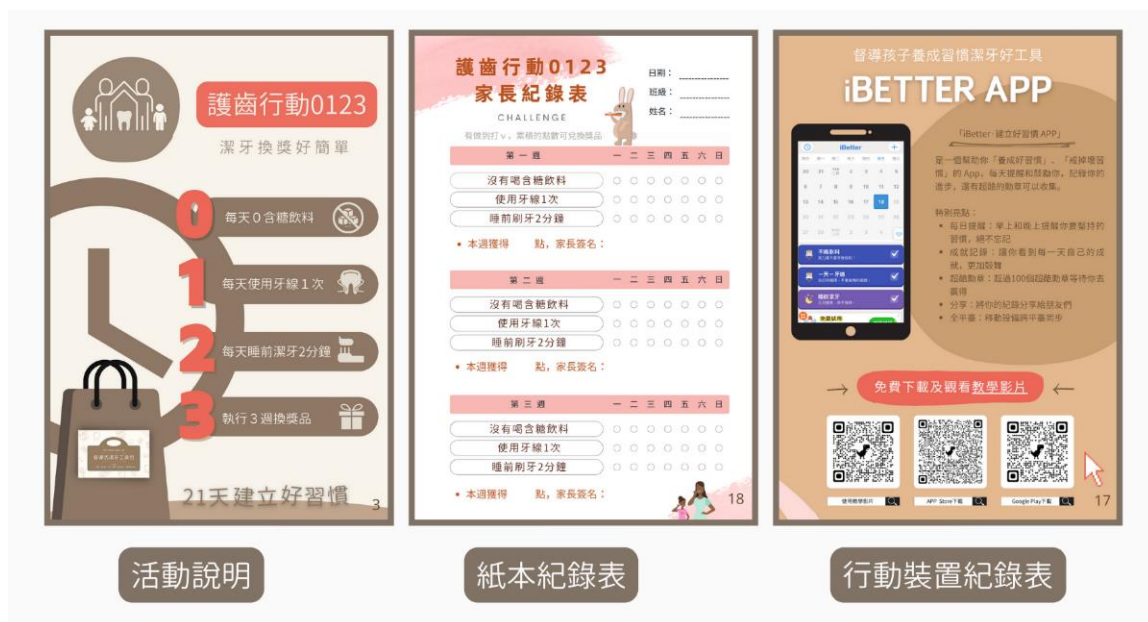 護齒行動0123
潔牙換獎好簡單
0
每天0含糖飲料
1
每天使用牙線1次
2
每天睡前潔牙2分鐘
3
執行3週換獎品
21天建立好習慣
3
活動說明
護齒行動0123
家長紀錄表
CHALLENGE
有做到打v,累積的點數可兌換獎品
日期:
班級:
姓名:
第一週 一 二 三 四 五 六 日
沒有喝含糖飲料
使用牙線1次
睡前刷牙2分鐘
• 本週獲得 點,家長簽名:
第二週 一 二 三 四 五 六 日
沒有喝含糖飲料
使用牙線1次
睡前刷牙2分鐘
• 本週獲得 點,家長簽名:
第三週 一 二 三 四 五 六 日
沒有喝含糖飲料
使用牙線1次
睡前刷牙2分鐘
• 本週獲得 點,家長簽名:
18
紙本紀錄表
督導孩子養成習慣潔牙好工具
iBETTER APP
iBetter
「iBetter·建立好習慣APP」
是一個幫助你「養成好習慣」、「戒掉壞習
慣」的 App。每天提醒和鼓勵你,記錄你的
進步,還有超酷的勳章可以收集。
特別亮點:
• 每日提醒:早上和晚上提醒你要堅持的
習慣,絕不忘記
• 成就記錄:讓你看到每一天自己的成
就,更加鼓舞
• 超酷勳章:超過100個超酷勳章等待你去
贏得
• 分享:將你的紀錄分享給朋友們
• 全平臺:移動設備跨平臺同步
免費下載及觀看教學影片
使用教學影片
APP Store下載
Google Play下載
17
行動裝置紀錄表